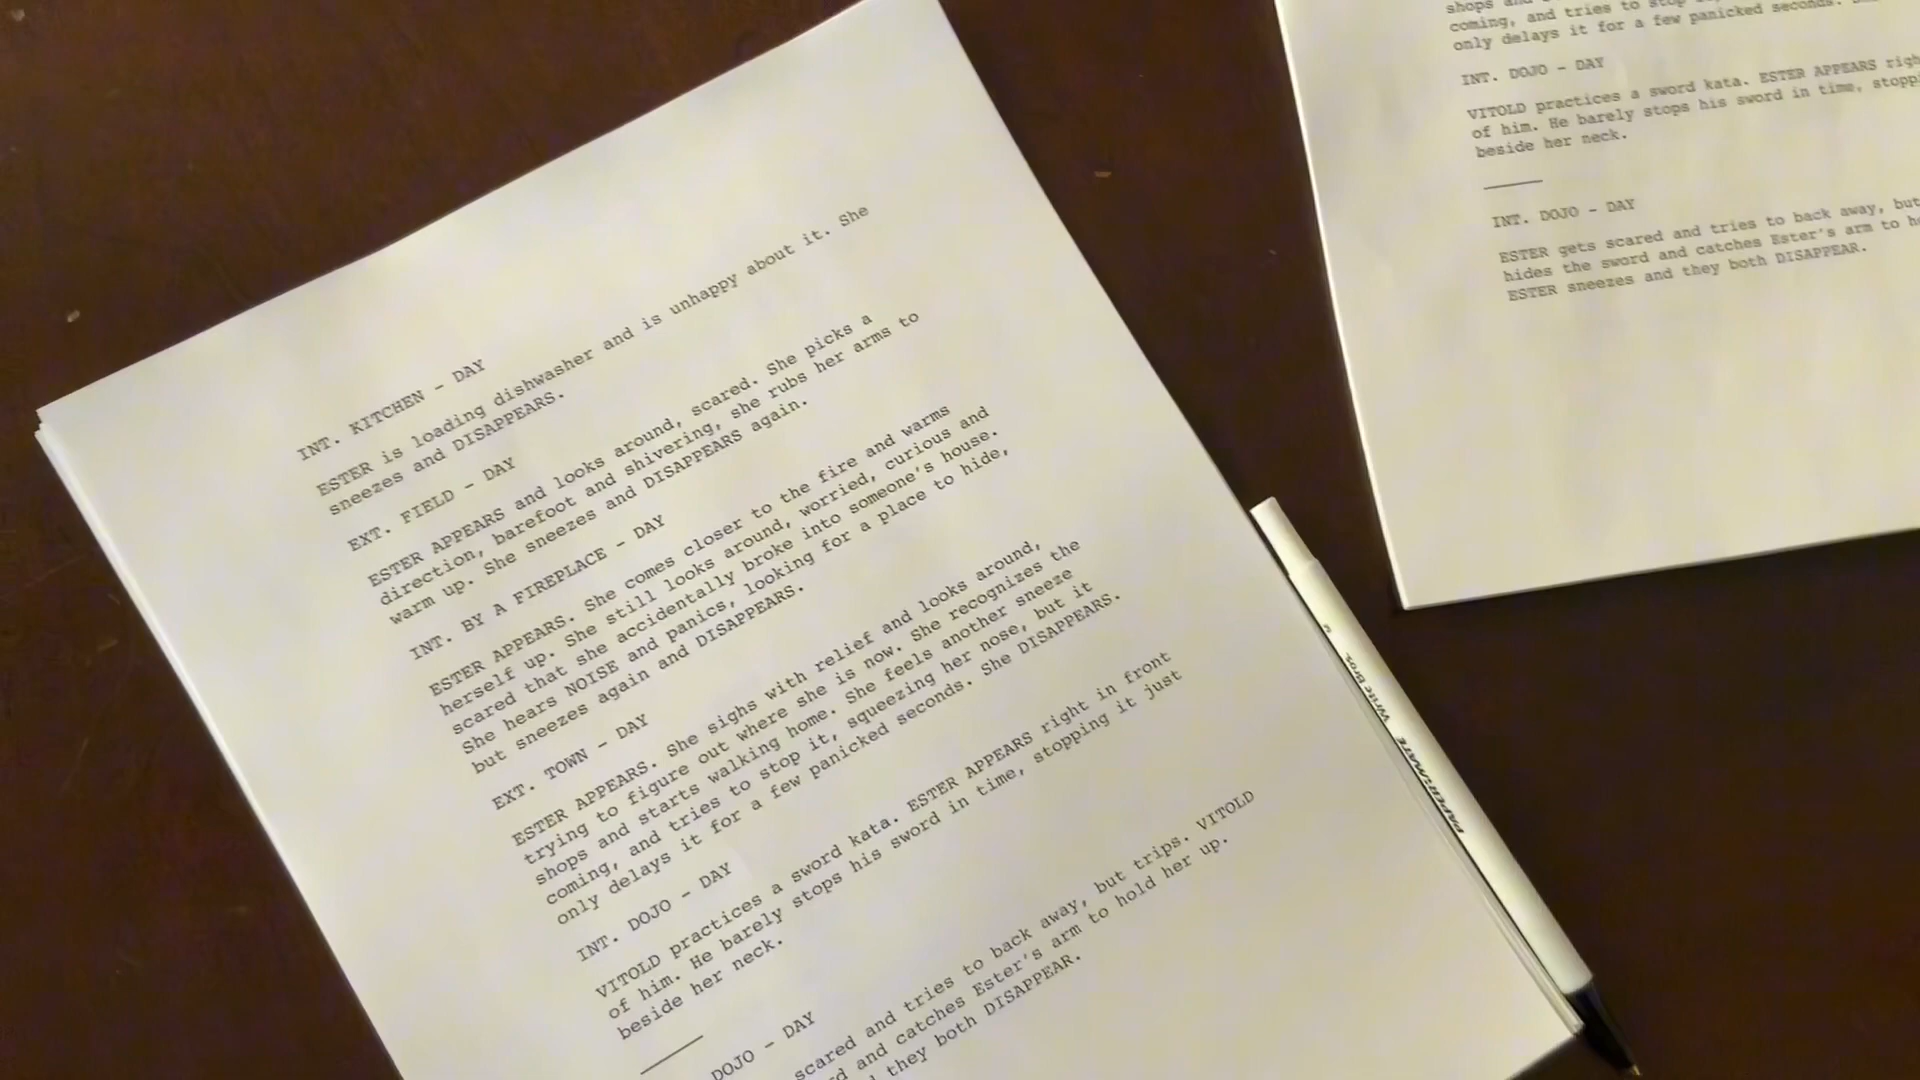 INT. KITCHEN - DAY
ESTER is loading dishwasher and is unhappy about it. She
sneezes and DISAPPEARS.
EXT. FIELD - DAY
ESTER APPEARS and looks around, scared. She picks a
direction, barefoot and shivering, she rubs her arms to
warm up. She sneezes and DISAPPEARS again.
INT. BY A FIREPLACE - DAY
ESTER APPEARS. She comes closer to the fire and warms
herself up. She still looks around, worried, curious and
scared that she accidentally broke into someone's house.
She hears NOISE and panics, looking for a place to hide,
but sneezes again and DISAPPEARS.
EXT. TOWN - DAY
ESTER APPEARS. She sighs with relief and looks around,
trying to figure out where she is now. She recognizes the
shops and starts walking home. She feels another sneeze
coming, and tries to stop it, squeezing her nose, but it
only delays it for a few panicked seconds. She DISAPPEARS.
INT. DOJO - DAY
VITOLD practices a sword kata. ESTER APPEARS right in front
of him. He barely stops his sword in time, stopping it just
beside her neck.
DOJO - DAY
scared and tries to back away, but trips. VITOLD
and catches Ester's arm to hold her up.
they both DISAPPEAR.
shops and
coming, and tries to stop
only delays it for a few panicked seconds.
INT. DOJO - DAY
VITOLD practices a sword kata. ESTER APPEARS
of him. He barely stops his sword in time,
beside her neck.
INT. DOJO - DAY
ESTER gets scared and tries to back away, but
hides the sword and catches Ester's arm to
ESTER sneezes and they both DISAPPEAR.
PAPER:MATE Write Bros.